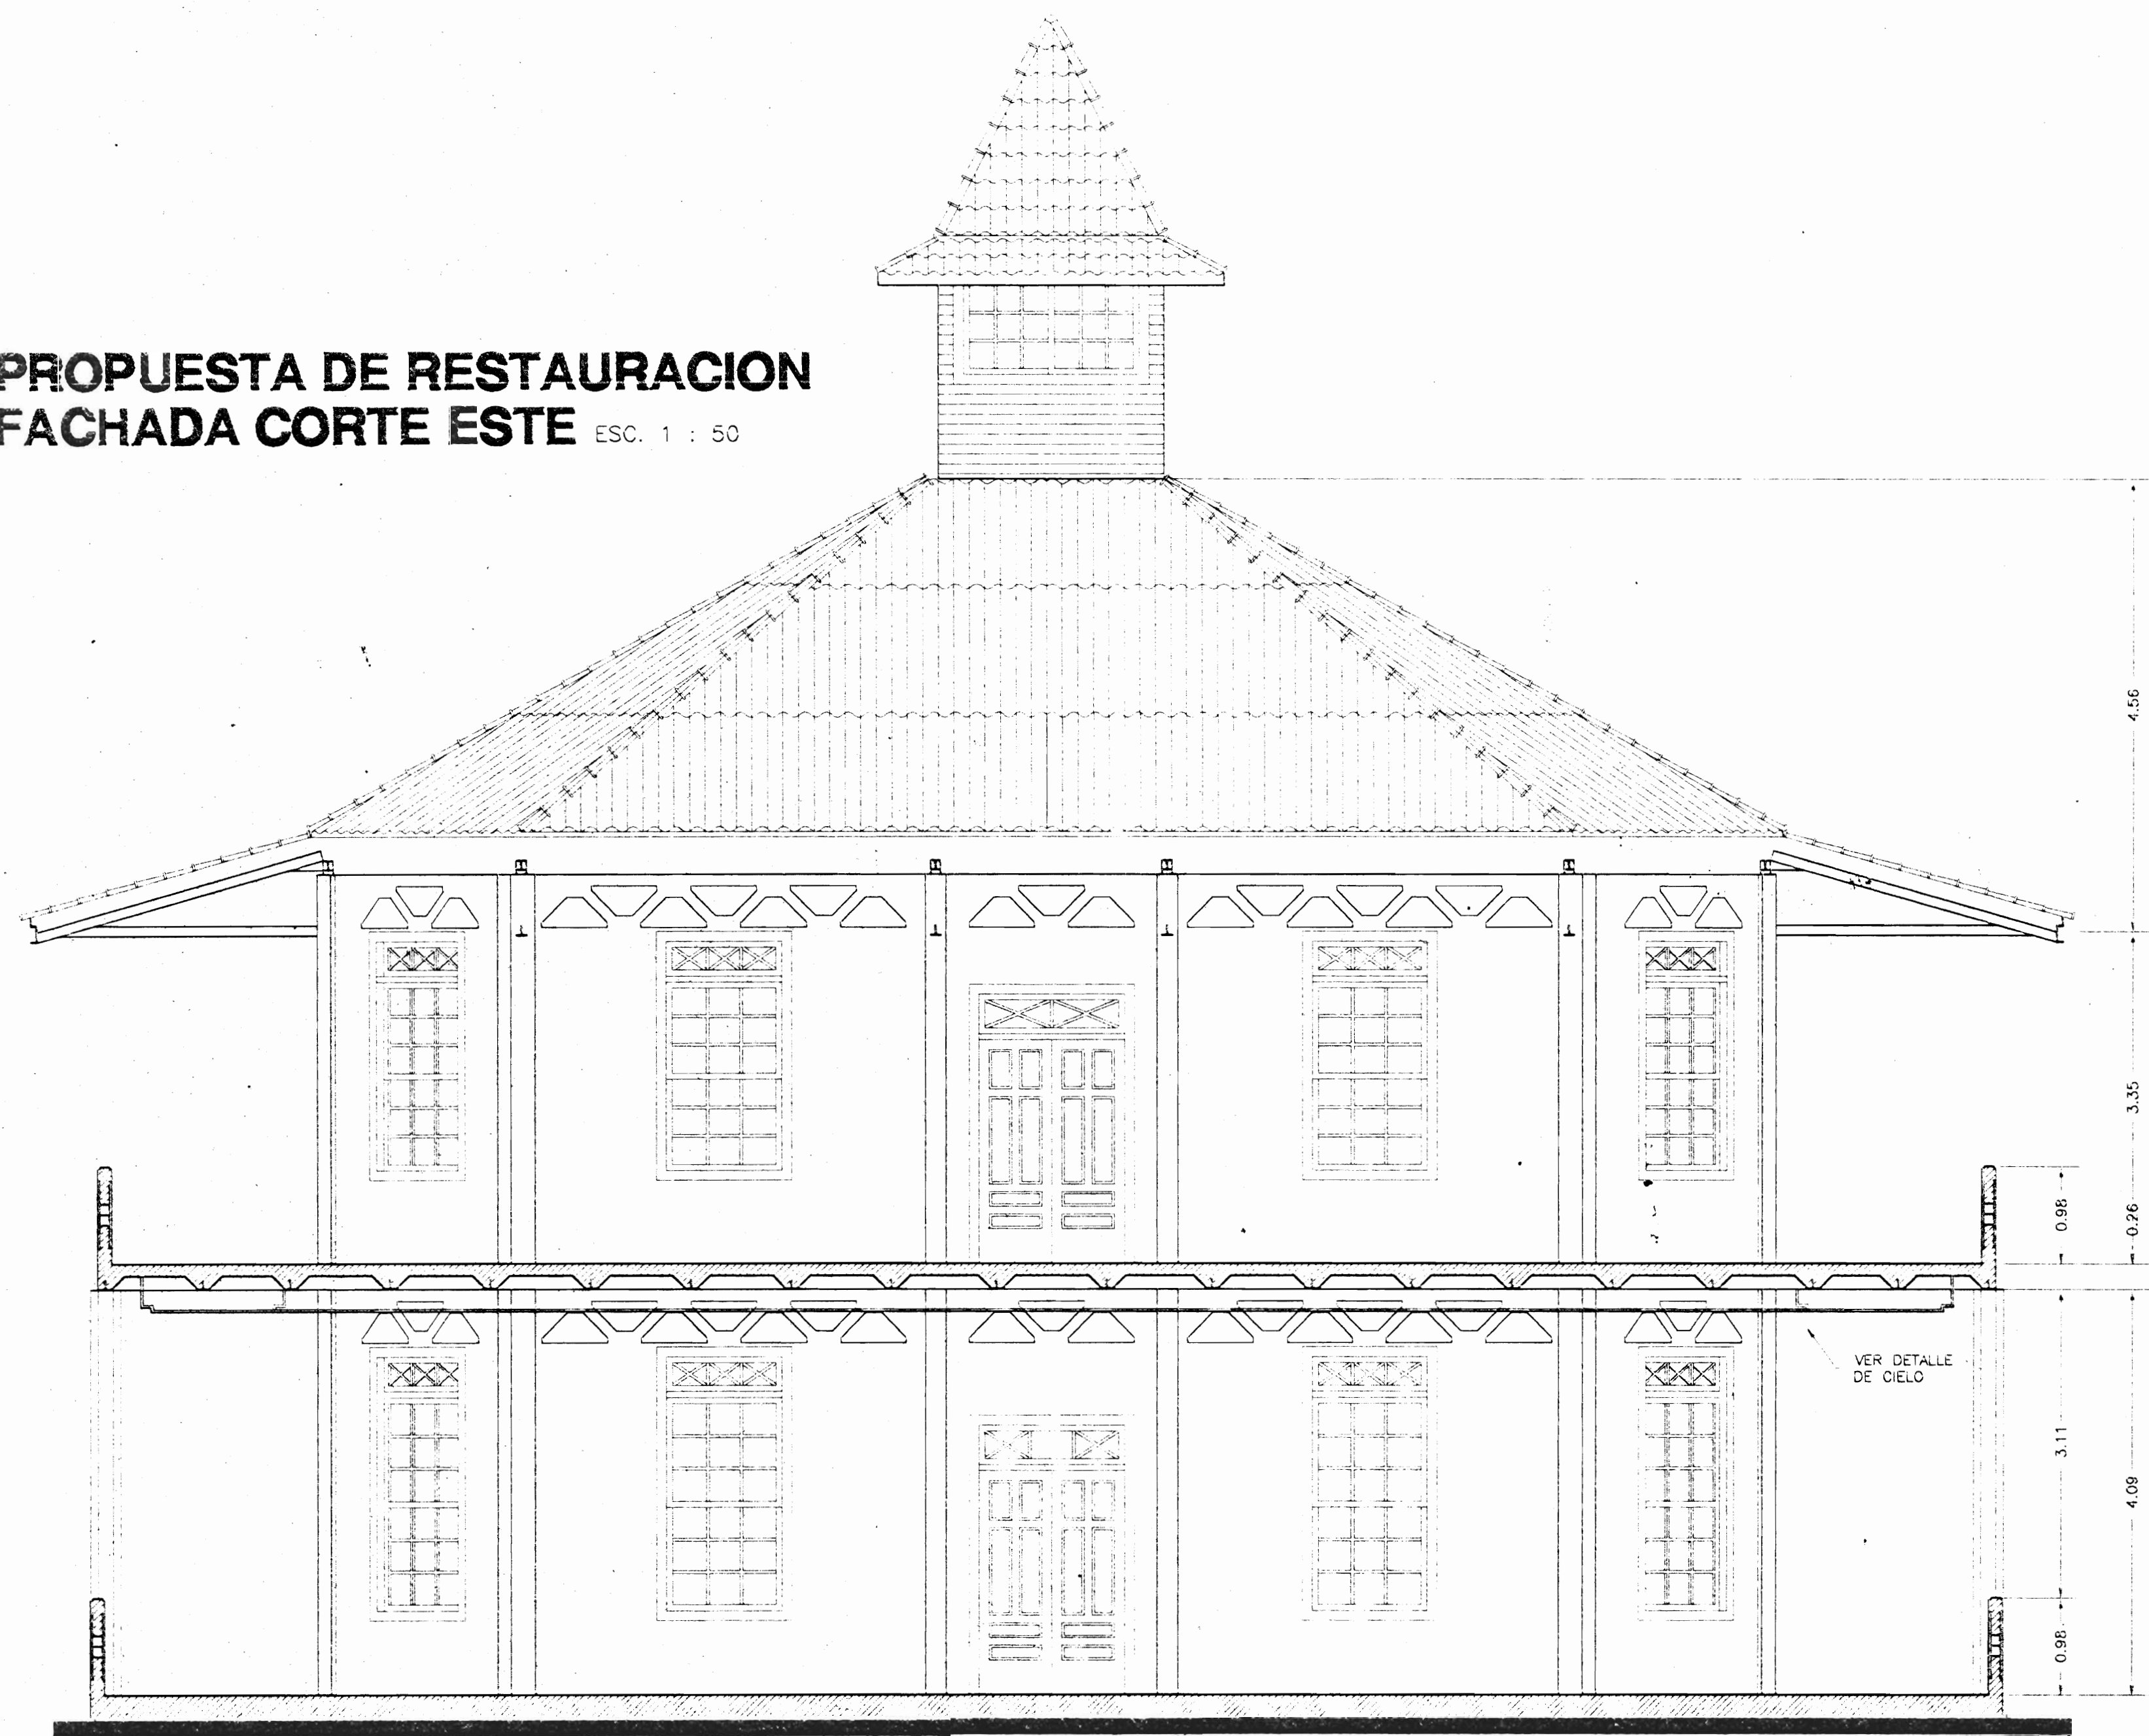 PROPUESTA DE RESTAURACION
FACHADA CORTE ESTE ESC. 1 : 50
4.56
3.35
0.98
0.26
VER DETALLE
DE CIELO
3.11
4.09
0.98